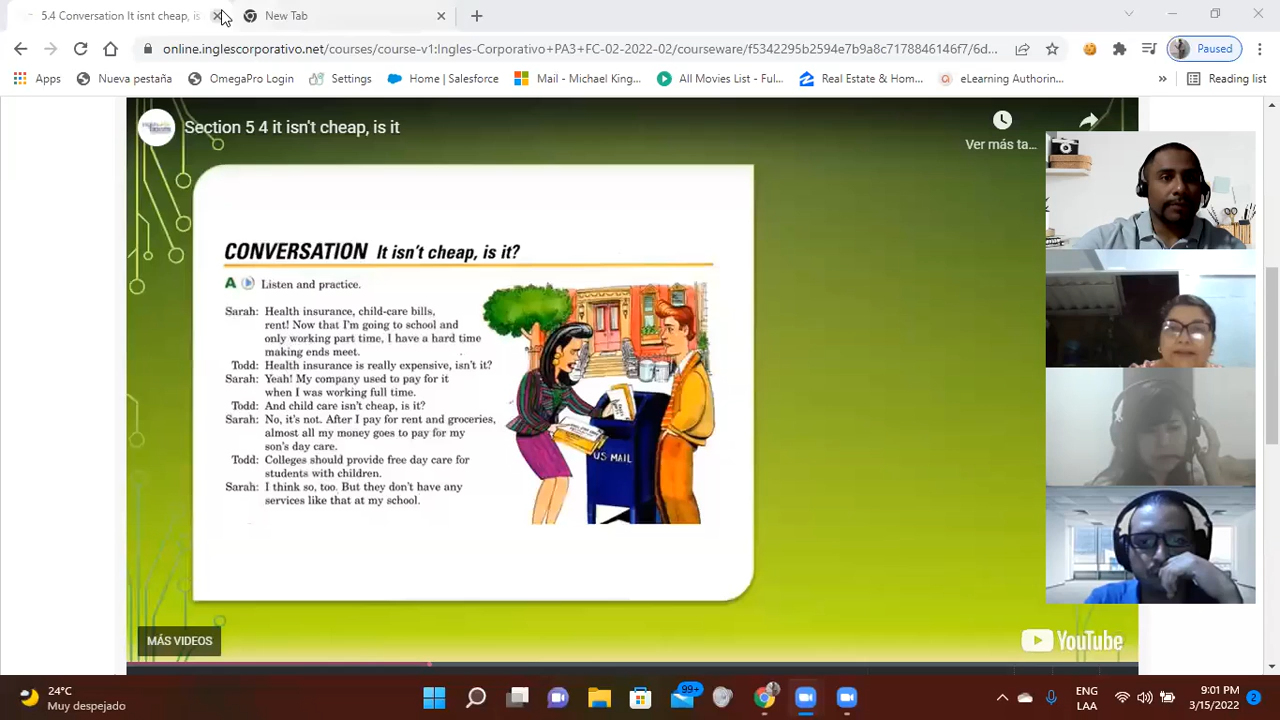 5.4 Conversation It isnt cheap, is
New Tab
online.inglescorporativo.net/courses/course-v1:Ingles-Corporativo+PA3+FC-02-2022-02/courseware/f5342295b2594e7b9a8c7178846146f7/6d...
Paused
Apps
Nueva pestaña
OmegaPro Login
Settings
Home | Salesforce
Mail - Michael King...
All Movies List - Ful...
Real Estate & Hom...
eLearning Authorin...
»
Reading list
Section 5 4 it isn't cheap, is it
Ver más ta...
CONVERSATION It isn't cheap, is it?
A Listen and practice.
Sarah: Health insurance, child-care bills,
rent! Now that I'm going to school and
only working part time, I have a hard time
making ends meet.
Todd: Health insurance is really expensive, isn't it?
Sarah: Yeah! My company used to pay for it
when I was working full time.
Todd: And child care isn't cheap, is it?
Sarah: No, it's not. After I pay for rent and groceries,
almost all my money goes to pay for my
son's day care.
Todd: Colleges should provide free day care for
students with children.
Sarah: I think so, too. But they don't have any
services like that at my school.
US MAIL
MÁS VIDEOS
YouTube
24°C
Muy despejado
99+
ENG
LAA
9:01 PM
3/15/2022
2